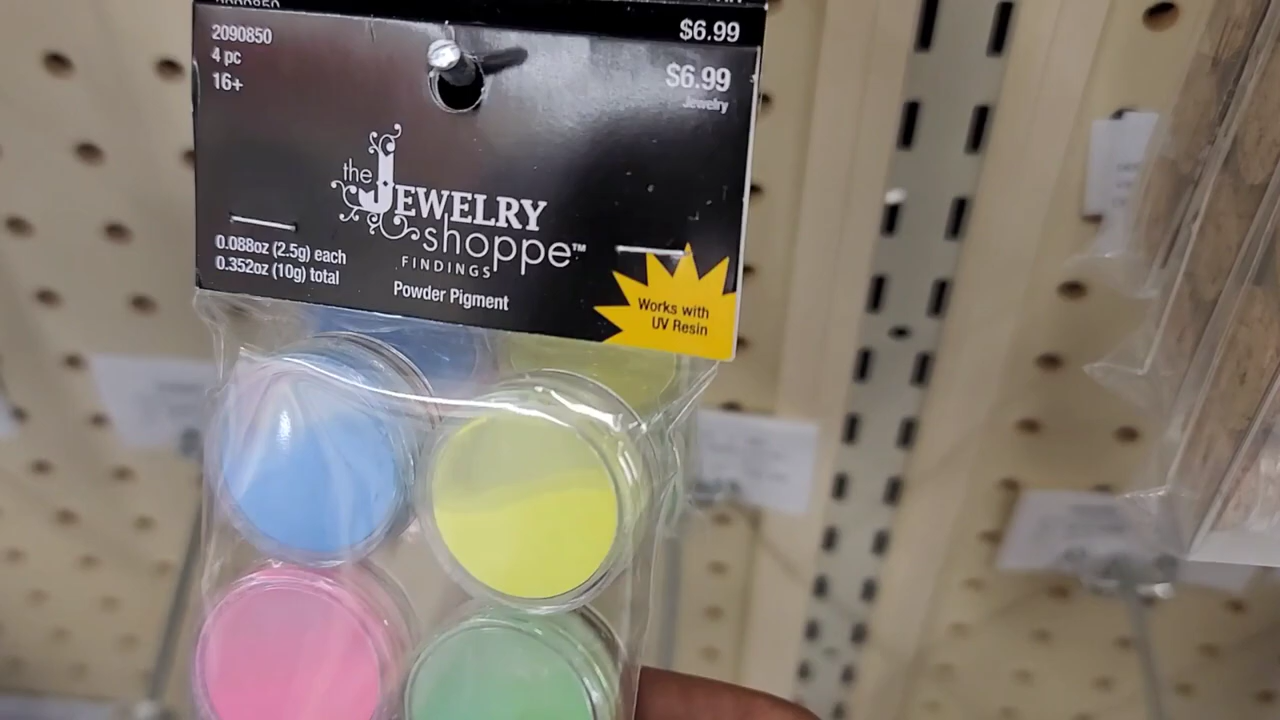 $6.99
2090850
4 pc
16+
$6.99
Jewelry
the JEWELRY
shoppe™
FINDINGS
0.088oz (2.5g) each
0.352oz (10g) total
Powder Pigment
Works with
UV Resin